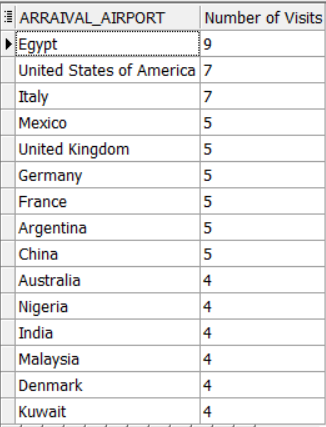 ARRAIVAL_AIRPORT Number of Visits
Egypt 9
United States of America 7
Italy 7
Mexico 5
United Kingdom 5
Germany 5
France 5
Argentina 5
China 5
Australia 4
Nigeria 4
India 4
Malaysia 4
Denmark 4
Kuwait 4